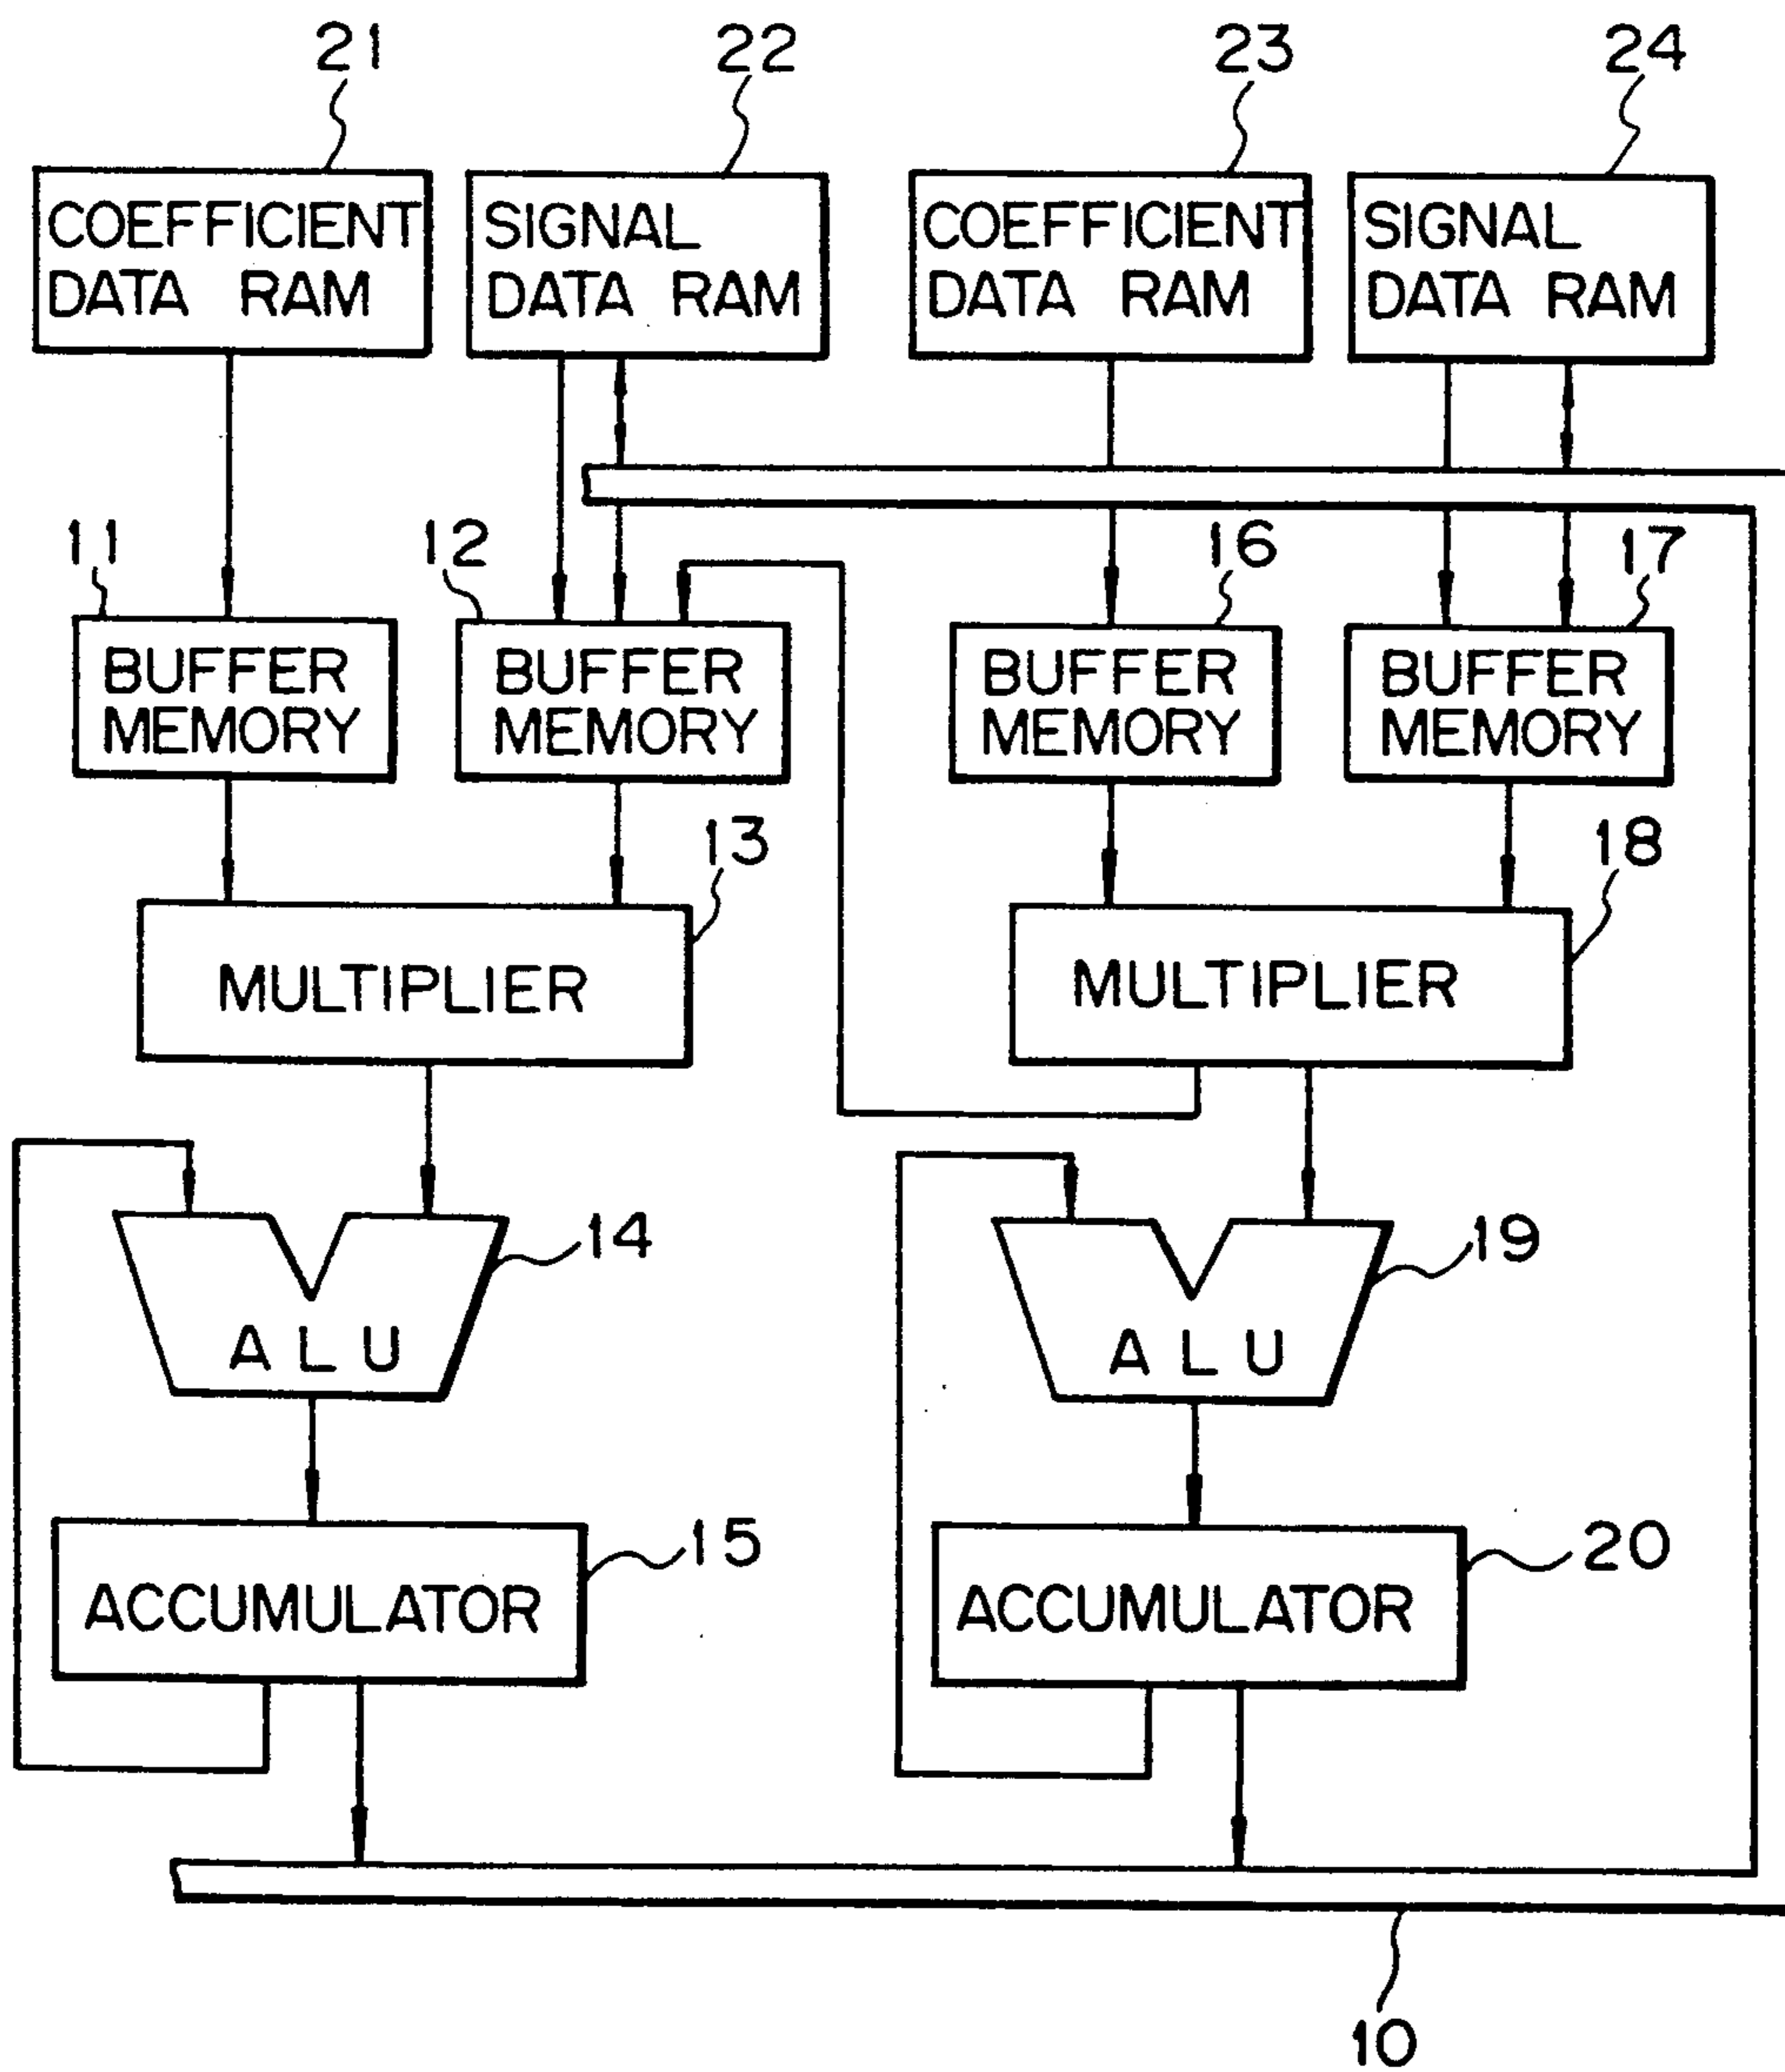 21 22 23 24
COEFFICIENT
DATA RAM
SIGNAL
DATA RAM
COEFFICIENT
DATA RAM
SIGNAL
DATA RAM
11 12 16 17
BUFFER
MEMORY
BUFFER
MEMORY
BUFFER
MEMORY
BUFFER
MEMORY
13 18
MULTIPLIER
MULTIPLIER
14 19
ALU
ALU
15 20
ACCUMULATOR
ACCUMULATOR
10